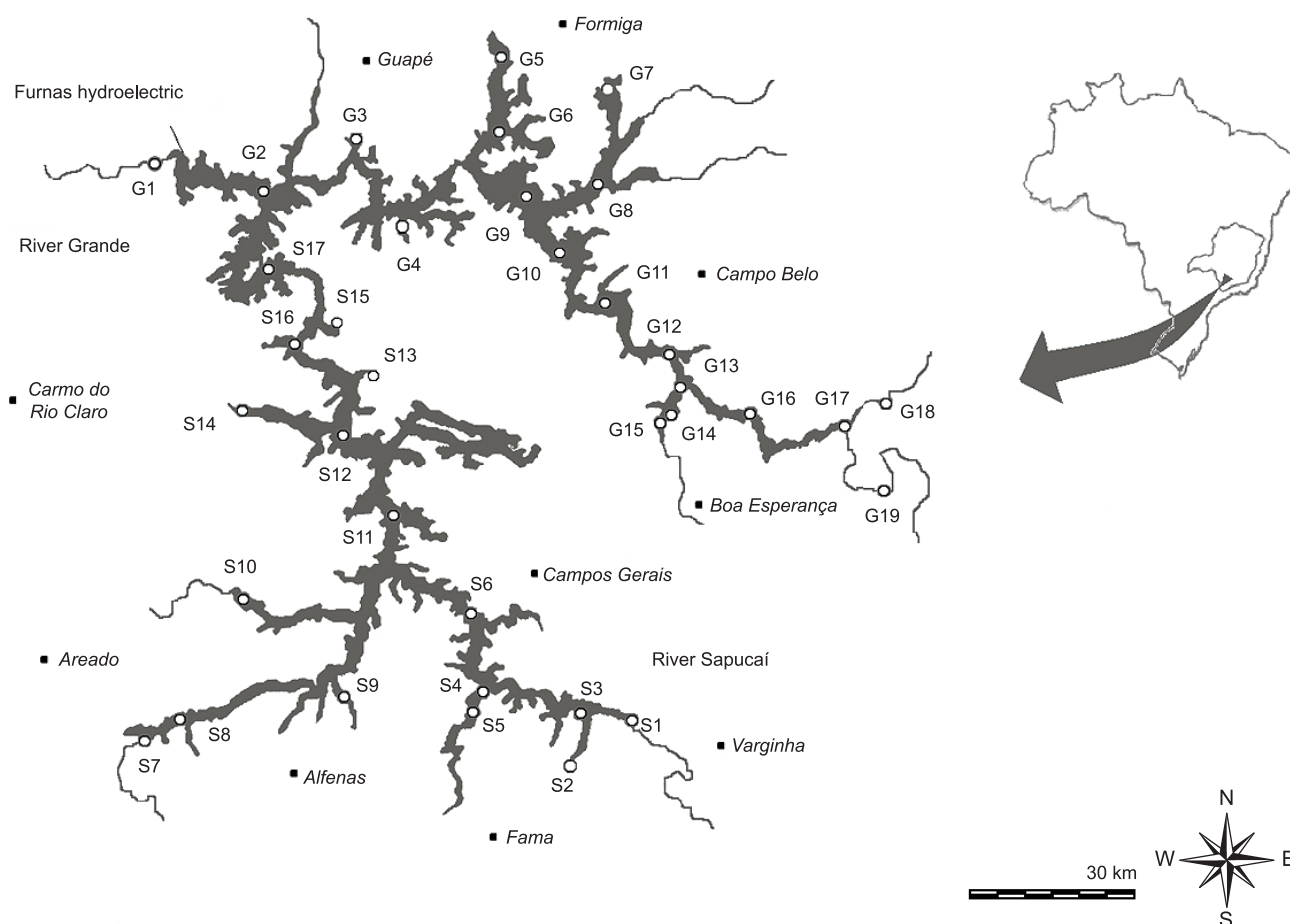 Formiga
Guapé
G5
G7
Furnas hydroelectric
G6
G3
G2
G1
G8
G9
River Grande
G4
S17
G10
G11
Campo Belo
S15
S16
G12
G13
S13
Carmo do
Rio Claro
S14
G16
G17
G18
G15
G14
S12
Boa Esperança
G19
S11
S10
Campos Gerais
S6
Areado
River Sapucaí
S9
S4
S3
S5
S1
S8
Varginha
S7
Alfenas
S2
Fama
N
W
E
S
30 km